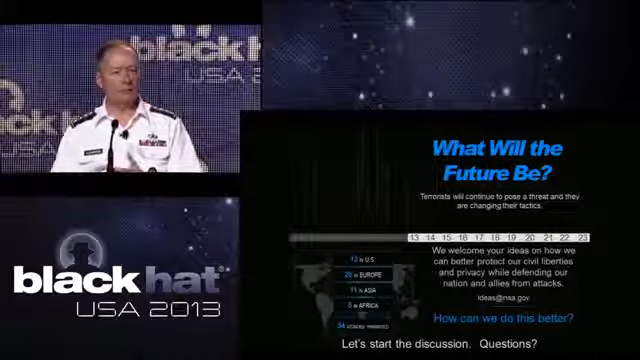 black hat
USA 2013
ack h
USA
What Will the
Future Be?
Terrorists will continue to pose a threat and they
are changing their tactics.
13 14 15 16 17 18 19 20 21 22 23
We welcome your ideas on how we
can better protect our civil liberties
and privacy while defending our
nation and allies from attacks.
ideas@nsa.gov
How can we do this better?
13 IN U.S.
25 IN EUROPE
11 IN ASIA
5 IN AFRICA
54 ATTACKS THWARTED
Let's start the discussion. Questions?
black hat
USA 2013